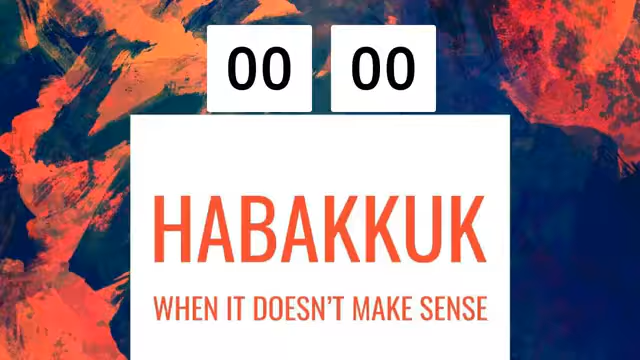 00 00
HABAKKUK
WHEN IT DOESN'T MAKE SENSE